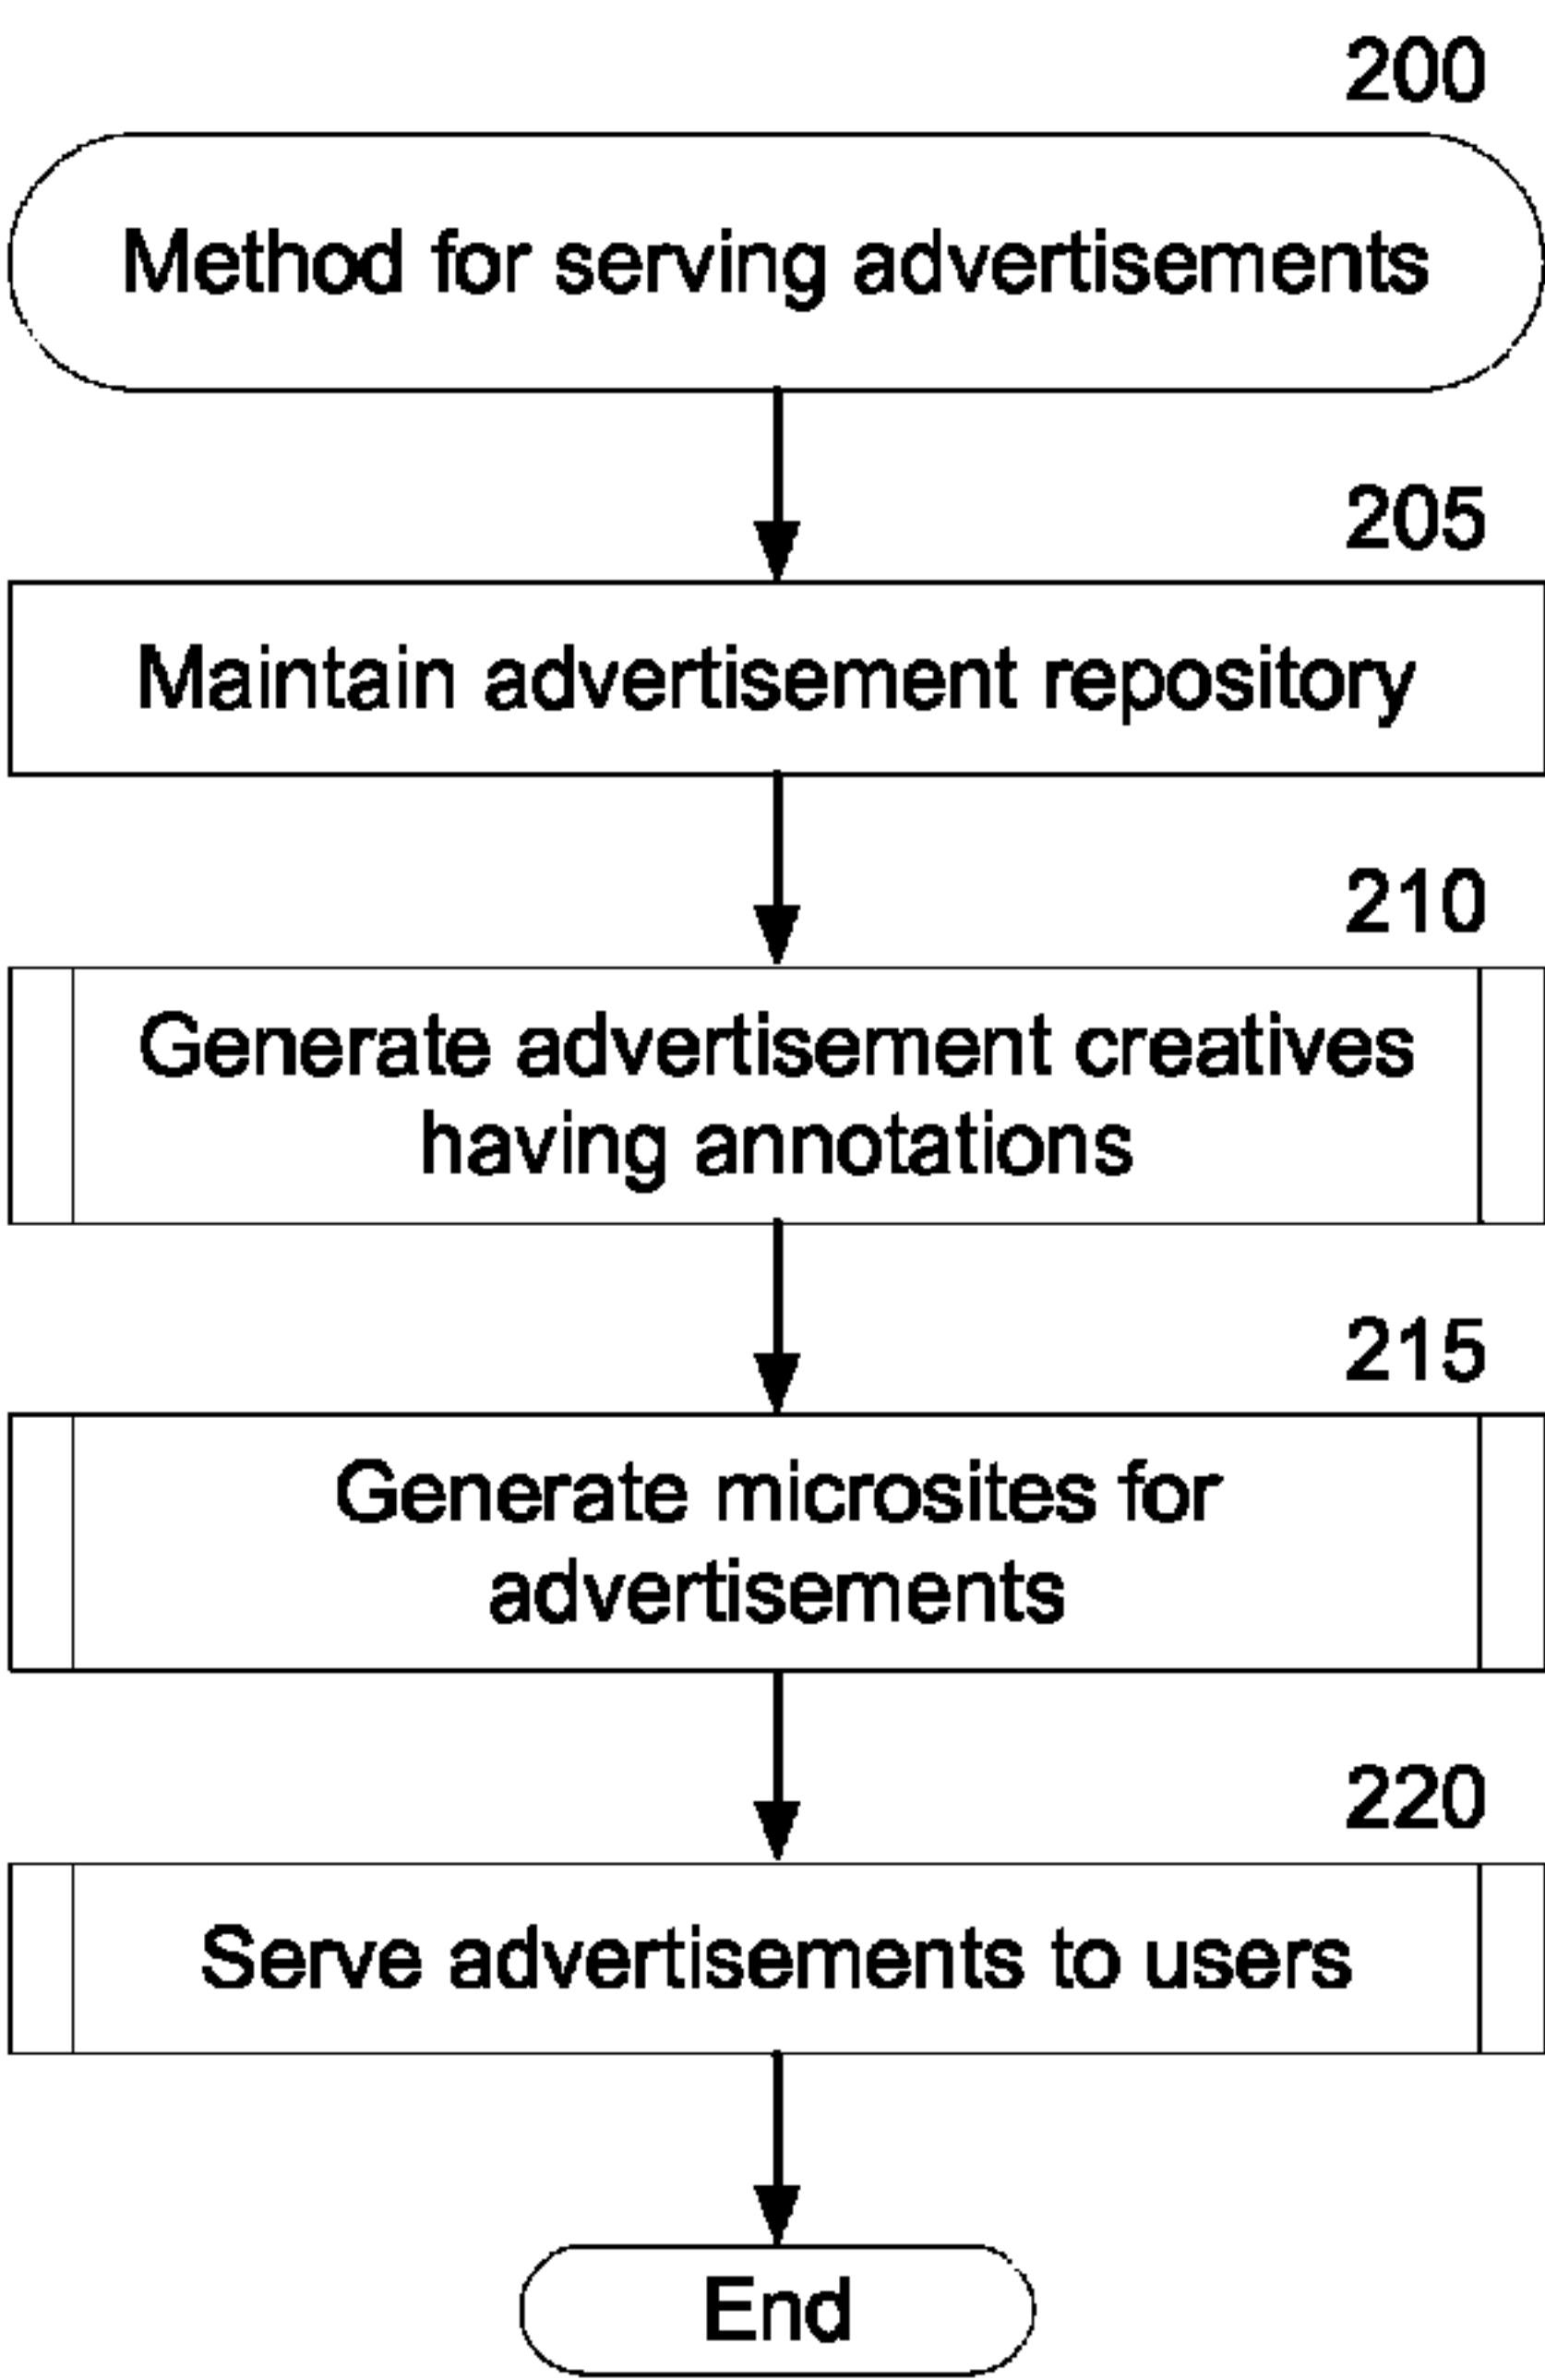 200
Method for serving advertisements
205
Maintain advertisement repository
210
Generate advertisement creatives
having annotations
215
Generate microsites for
advertisements
220
Serve advertisements to users
End